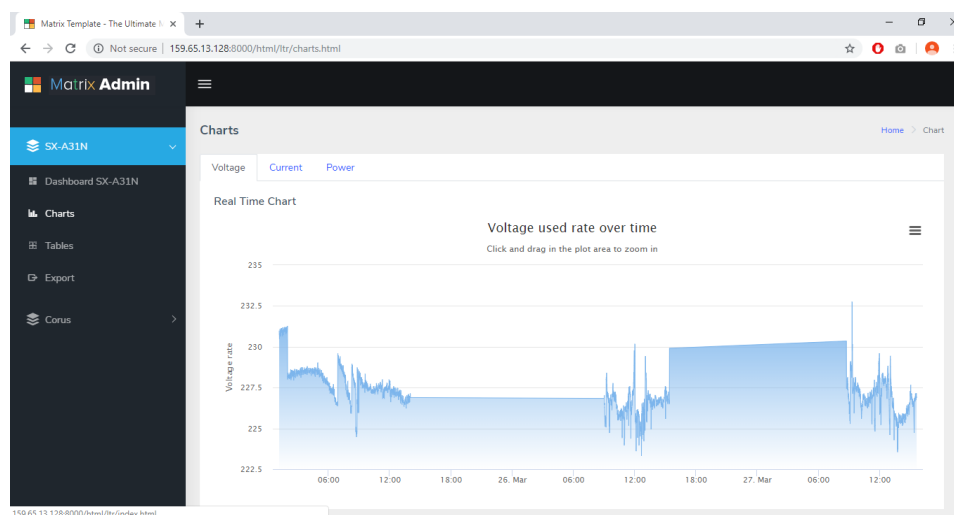 Matrix Template - The Ultimate
Not secure | 159.65.13.128:8000/html/ltr/charts.html
Matrix Admin
SX-A31N
Dashboard SX-A31N
Charts
Tables
Export
Corus
Charts
Home > Chart
Voltage Current Power
Real Time Chart
Voltage used rate over time
Click and drag in the plot area to zoom in
Voltage rate
235
232.5
230
227.5
225
222.5
06:00 12:00 18:00 26. Mar 06:00 12:00 18:00 27. Mar 06:00 12:00
159.65.13.128:8000/html/ltr/index.html